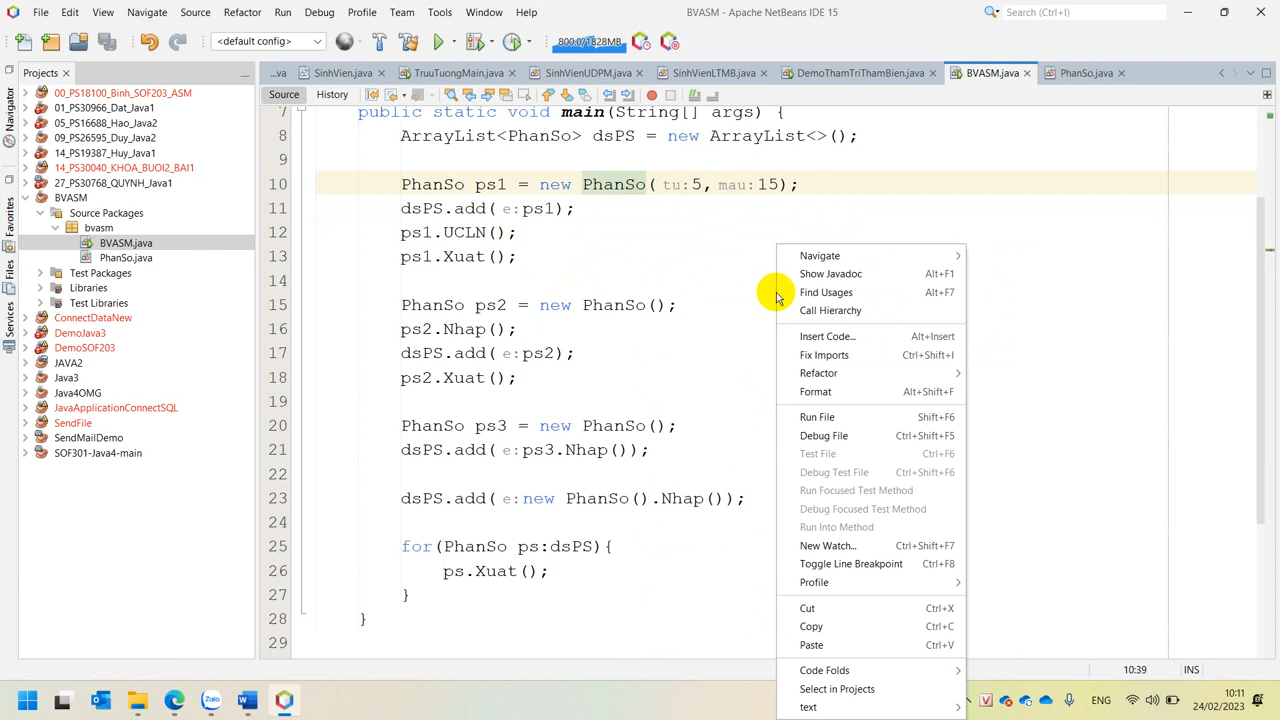 File Edit View Navigate Source Refactor Run Debug Profile Team Tools Window Help
BVASM - Apache NetBeans IDE 15
Search (Ctrl+I)
<default config>
800.0/1828MB
Projects
...va SinhVien.java TruuTuongMain.java SinhVienUDPM.java SinhVienLTMB.java DemoThamTriThamBien.java BVASM.java PhanSo.java
Source History
Navigator
Favorites
Files
Services
00_PS18100_Binh_SOF203_ASM
01_PS30966_Dat_Java1
05_PS16688_Hao_Java2
09_PS26595_Duy_Java2
14_PS19387_Huy_Java1
14_PS30040_KHOA_BUOI2_BAI1
27_PS30768_QUYNH_Java1
BVASM
Source Packages
bvasm
BVASM.java
PhanSo.java
Test Packages
Libraries
Test Libraries
ConnectDataNew
DemoJava3
DemoSOF203
JAVA2
Java3
Java4OMG
JavaApplicationConnectSQL
SendFile
SendMailDemo
SOF301-Java4-main
7 public static void main(String[] args) {
8 ArrayList<PhanSo> dsPS = new ArrayList<>();
9
10 PhanSo ps1 = new PhanSo( tu: 5, mau: 15);
11 dsPS.add( e: ps1);
12 ps1.UCLN();
13 ps1.Xuat();
14
15 PhanSo ps2 = new PhanSo();
16 ps2.Nhap();
17 dsPS.add( e: ps2);
18 ps2.Xuat();
19
20 PhanSo ps3 = new PhanSo();
21 dsPS.add( e: ps3.Nhap());
22
23 dsPS.add( e: new PhanSo().Nhap());
24
25 for(PhanSo ps:dsPS){
26 ps.Xuat();
27 }
28 }
29
Navigate
Show Javadoc Alt+F1
Find Usages Alt+F7
Call Hierarchy
Insert Code... Alt+Insert
Fix Imports Ctrl+Shift+I
Refactor
Format Alt+Shift+F
Run File Shift+F6
Debug File Ctrl+Shift+F5
Test File Ctrl+F6
Debug Test File Ctrl+Shift+F6
Run Focused Test Method
Debug Focused Test Method
Run Into Method
New Watch... Ctrl+Shift+F7
Toggle Line Breakpoint Ctrl+F8
Profile
Cut Ctrl+X
Copy Ctrl+C
Paste Ctrl+V
Code Folds
Select in Projects
text
10:39 INS
Zalo
ENG
10:11
24/02/2023